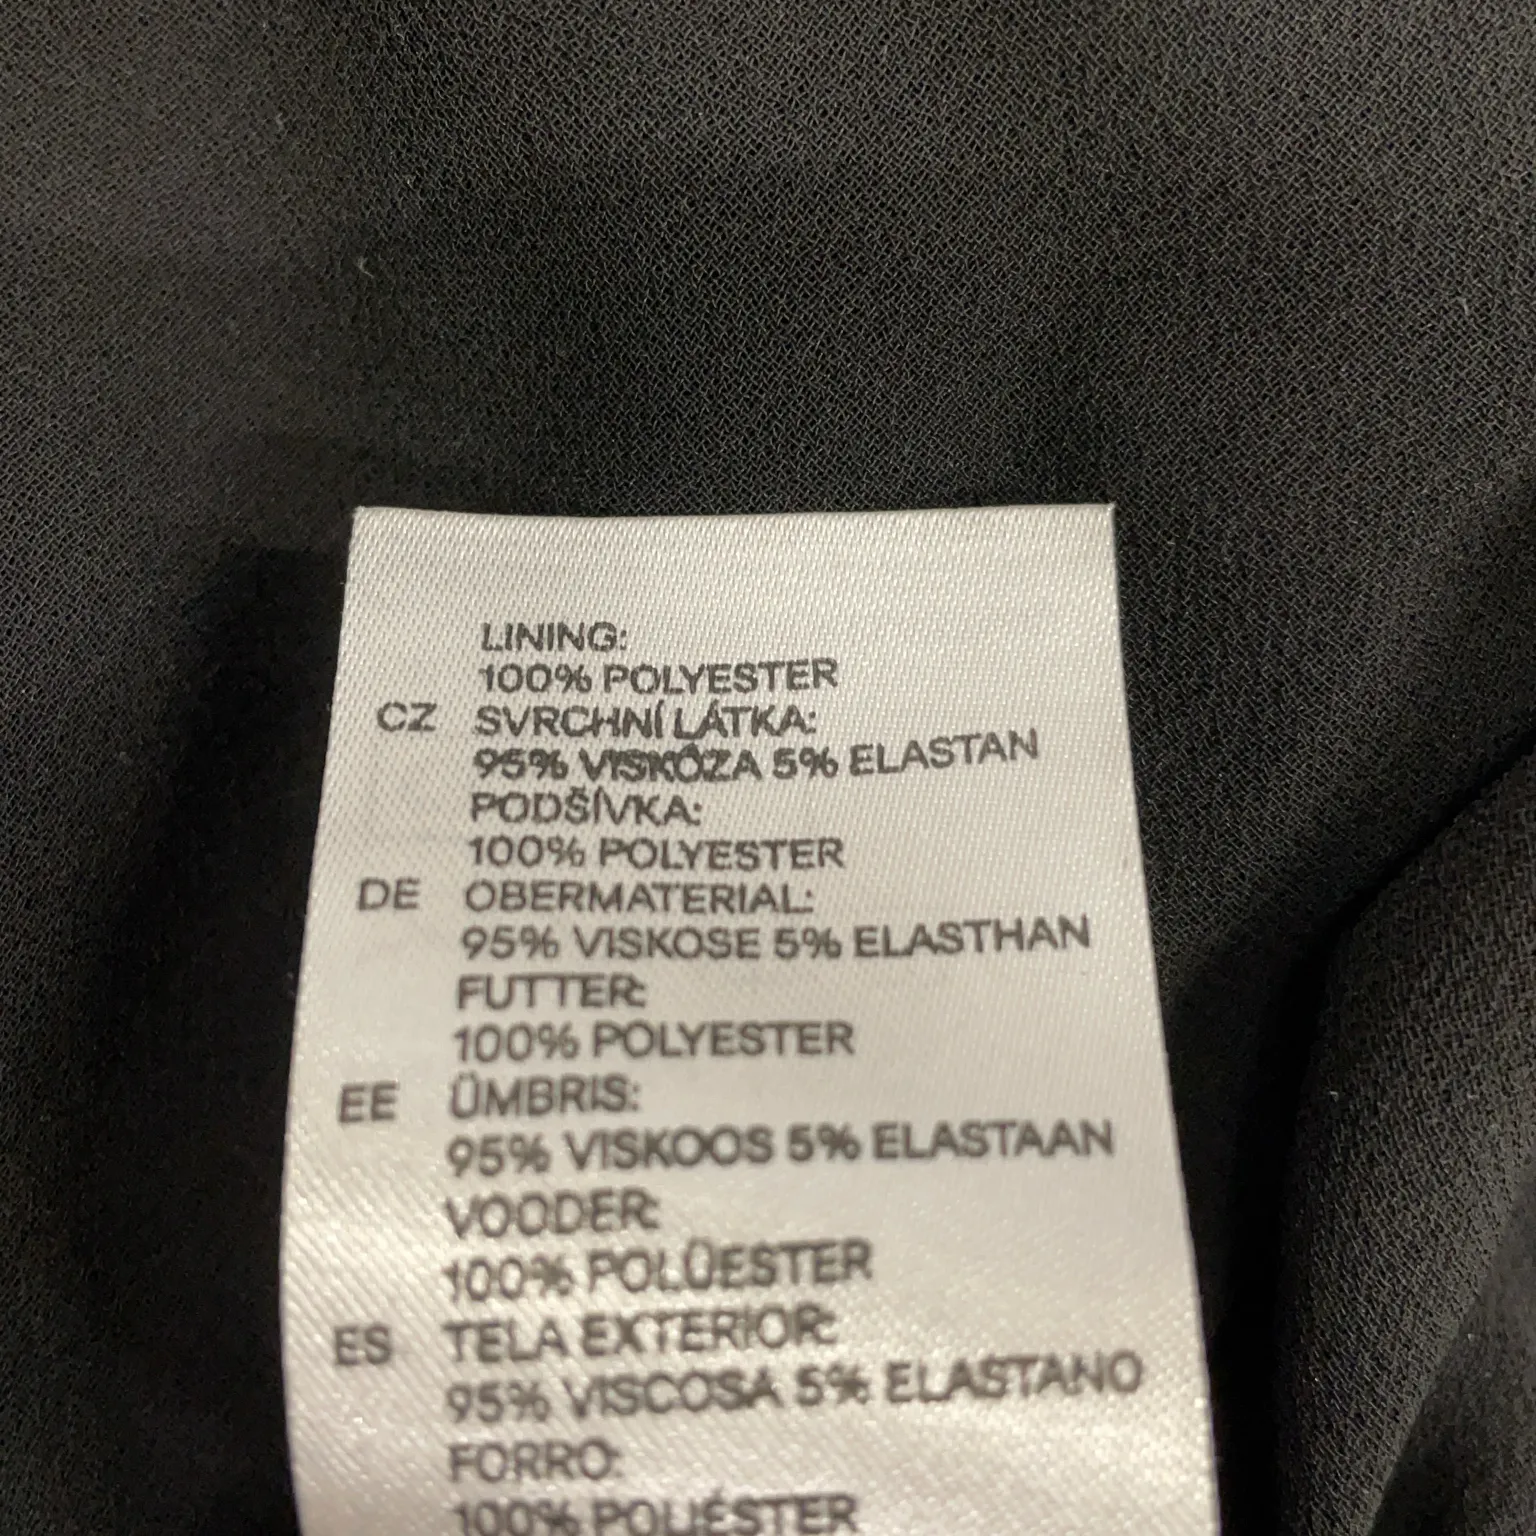 LINING:
100% POLYESTER
CZ SVRCHNÍ LÁTKA:
95% VISKÓZA 5% ELASTAN
PODŠÍVKA:
100% POLYESTER
DE OBERMATERIAL:
95% VISKOSE 5% ELASTHAN
FUTTER:
100% POLYESTER
EE ÜMBRIS:
95% VISKOOS 5% ELASTAAN
VOODER:
100% POLÜESTER
ES TELA EXTERIOR:
95% VISCOSA 5% ELASTANO
FORRO:
100% POLIÉSTER